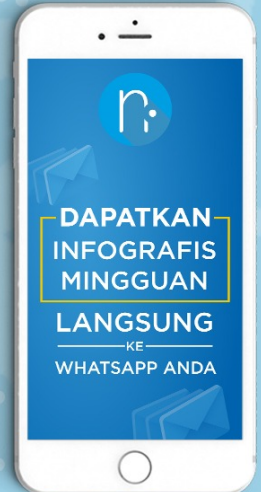 DAPATKAN
INFOGRAFIS
MINGGUAN
LANGSUNG
KE
WHATSAPP ANDA